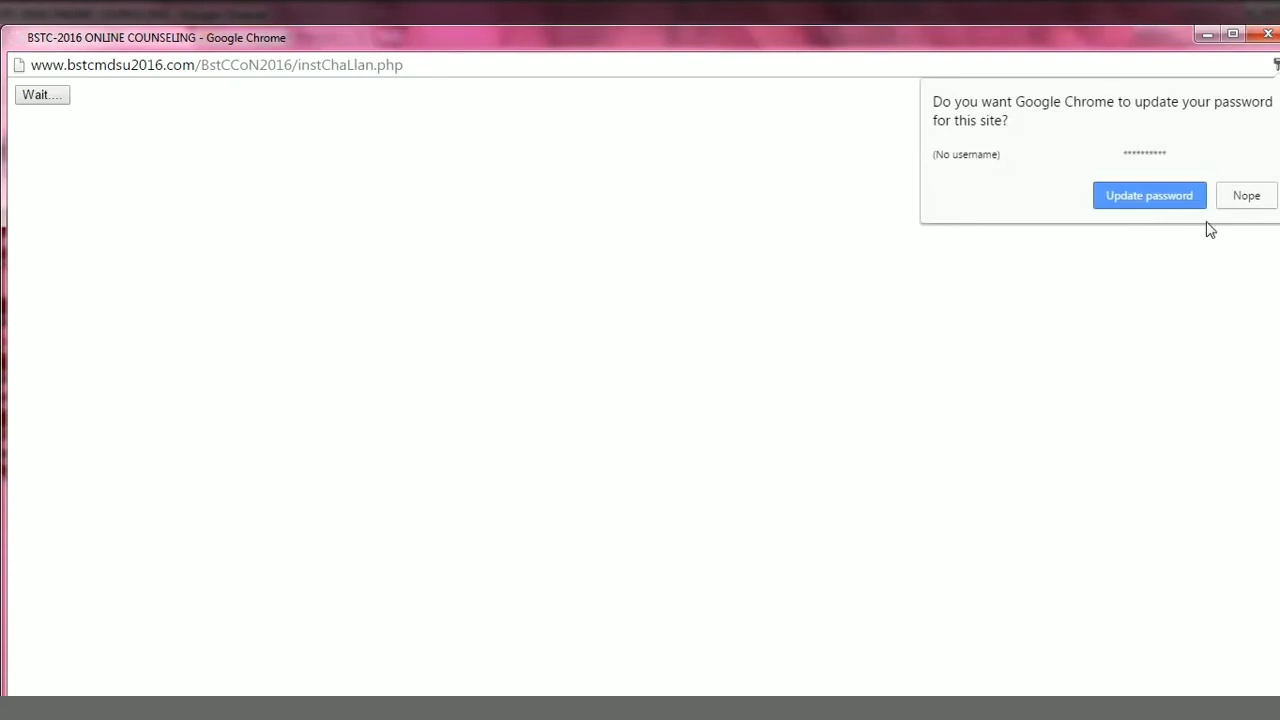 BSTC-2016 ONLINE COUNSELING - Google Chrome
www.bstcmdsu2016.com/BstCCoN2016/instChaLlan.php
Wait....
Do you want Google Chrome to update your password
for this site?
(No username) **********
Update password Nope